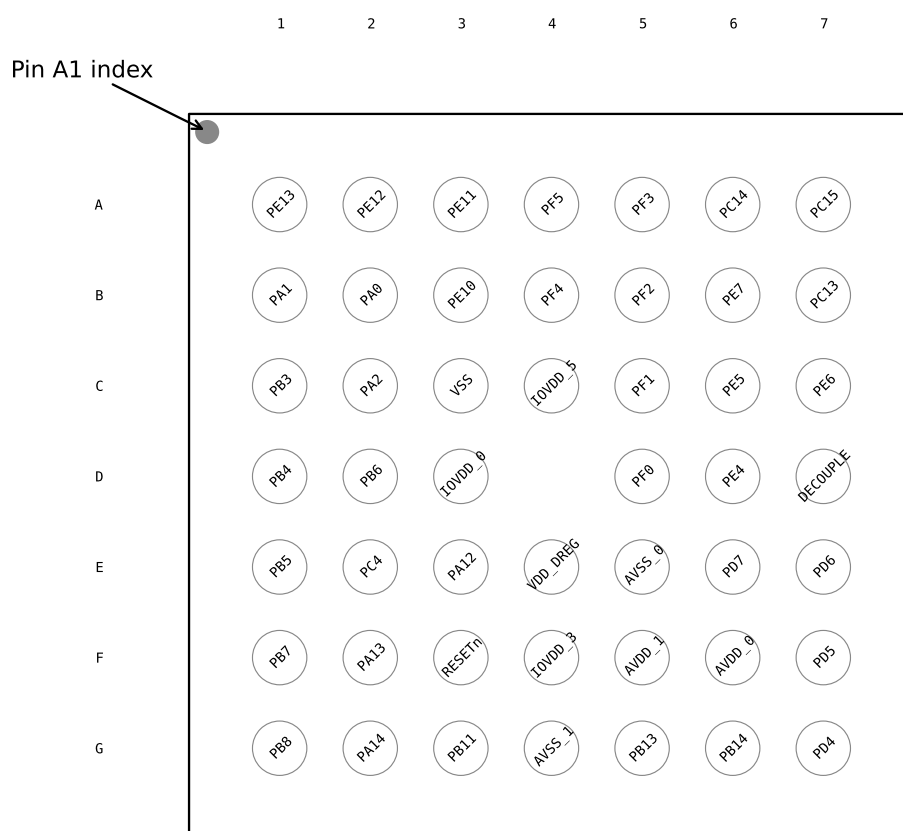 1 2 3 4 5 6 7
Pin A1 index
A PE13 PE12 PE11 PF5 PF3 PC14 PC15
B PA1 PA0 PE10 PF4 PF2 PE7 PC13
C PB3 PA2 VSS IOVDD_5 PF1 PE5 PE6
D PB4 PB6 IOVDD_0 PF0 PE4 DECOUPLE
E PB5 PC4 PA12 VDD_DREG AVSS_0 PD7 PD6
F PB7 PA13 RESETn IOVDD_3 AVDD_1 AVDD_0 PD5
G PB8 PA14 PB11 AVSS_1 PB13 PB14 PD4